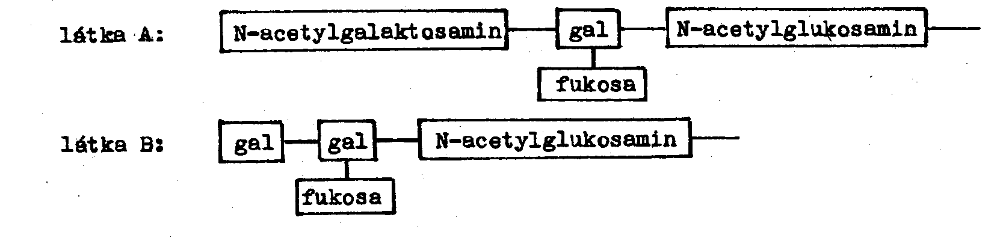 látka A: N-acetylgalaktosamin gal N-acetylglukosamin
fukosa
látka B: gal gal N-acetylglukosamin
fukosa